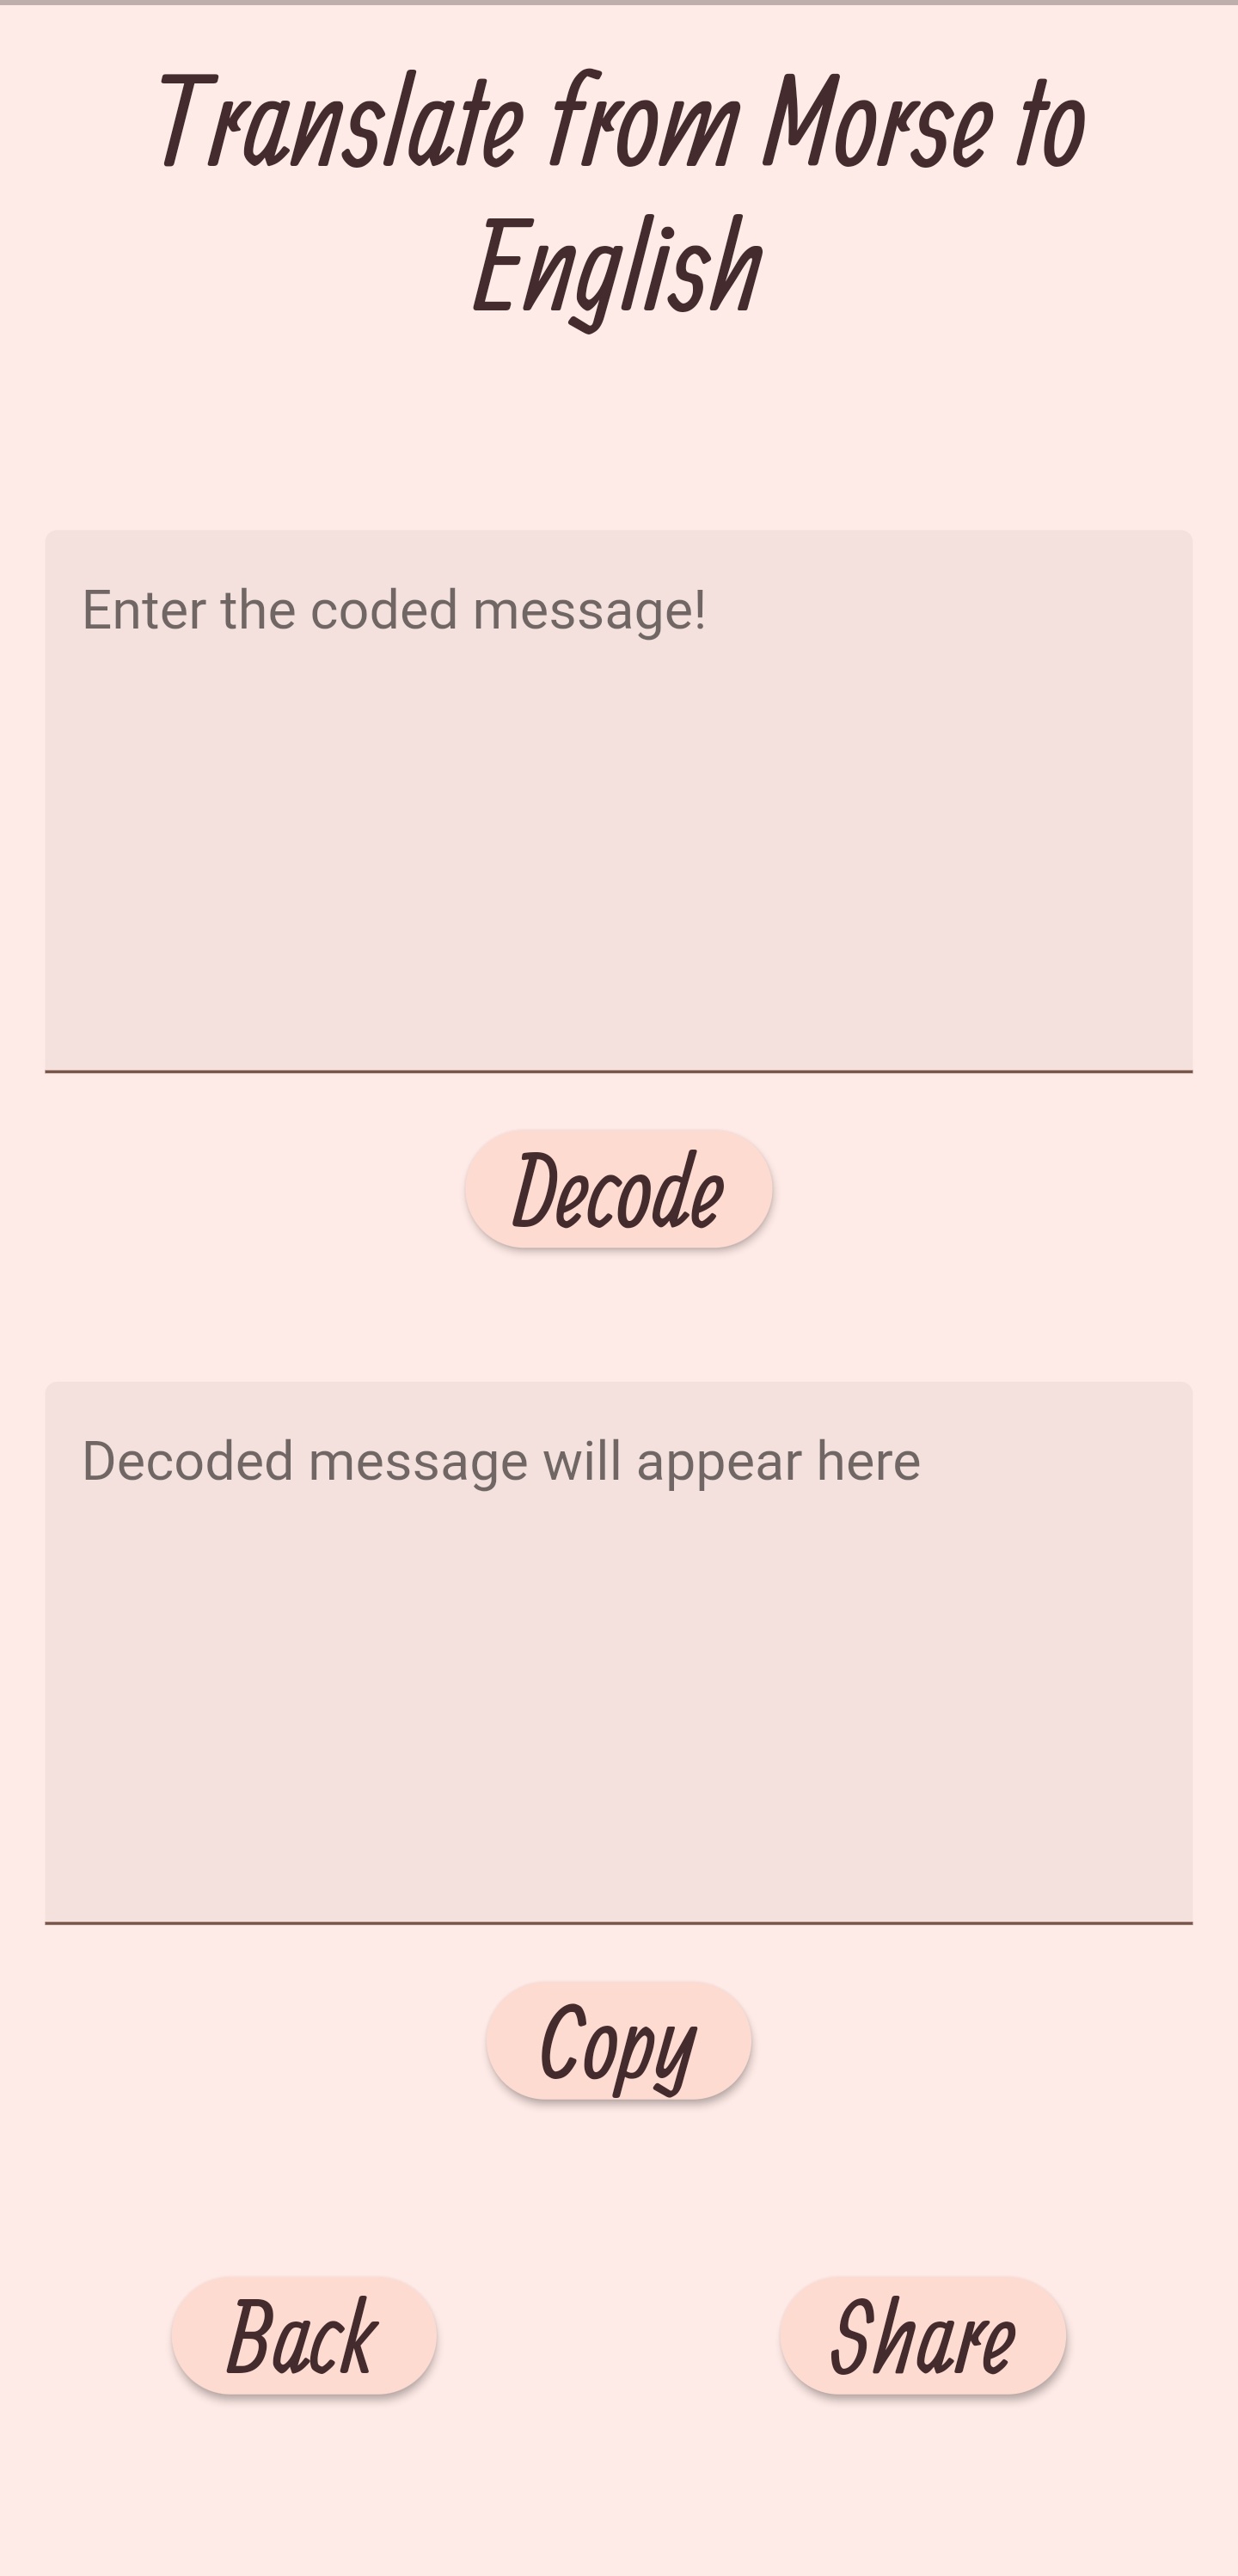 Translate from Morse to
English
Enter the coded message!
Decode
Decoded message will appear here
Copy
Back
Share